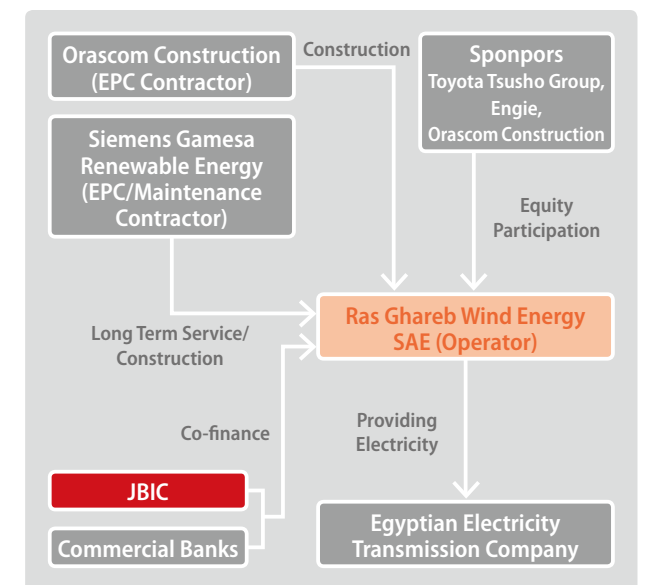 Orascom Construction
(EPC Contractor)
Construction
Sponpors
Toyota Tsusho Group,
Engie,
Orascom Construction
Siemens Gamesa
Renewable Energy
(EPC/Maintenance
Contractor)
Equity
Participation
Long Term Service/
Construction
Ras Ghareb Wind Energy
SAE (Operator)
Co-finance
Providing
Electricity
JBIC
Commercial Banks
Egyptian Electricity
Transmission Company